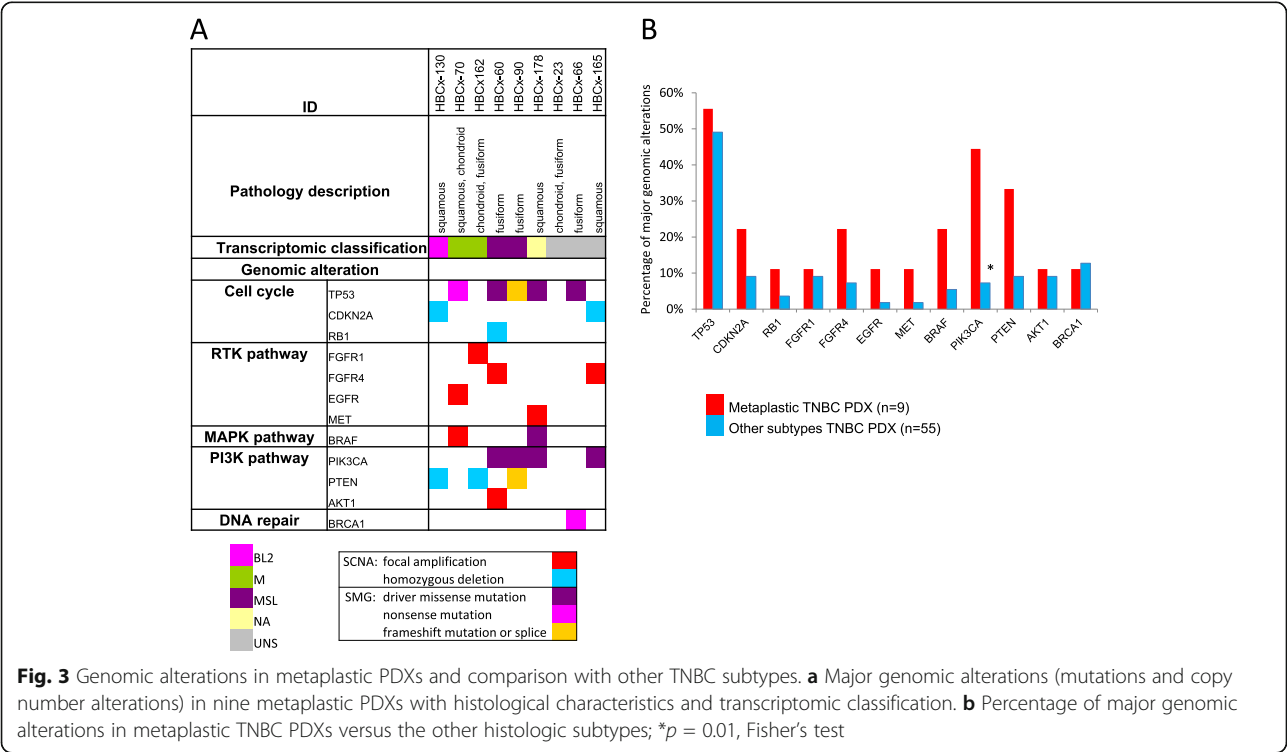 A
ID
HBCx-130
HBCx-70
HBCx162
HBCx-60
HBCx-90
HBCx-178
HBCx-23
HBCx-66
HBCx-165
Pathology description
squamous
squamous, chondroid
chondroid, fusiform
fusiform
fusiform
squamous
chondroid, fusiform
fusiform
squamous
Transcriptomic classification
Genomic alteration
Cell cycle
TP53
CDKN2A
RB1
RTK pathway
FGFR1
FGFR4
EGFR
MET
MAPK pathway
BRAF
PI3K pathway
PIK3CA
PTEN
AKT1
DNA repair
BRCA1
BL2
M
MSL
NA
UNS
SCNA: focal amplification
homozygous deletion
SMG: driver missense mutation
nonsense mutation
frameshift mutation or splice
B
Percentage of major genomic alterations
60%
50%
40%
30%
20%
10%
0%
*
TP53
CDKN2A
RB1
FGFR1
FGFR4
EGFR
MET
BRAF
PIK3CA
PTEN
AKT1
BRCA1
Metaplastic TNBC PDX (n=9)
Other subtypes TNBC PDX (n=55)
Fig. 3 Genomic alterations in metaplastic PDXs and comparison with other TNBC subtypes. a Major genomic alterations (mutations and copy
number alterations) in nine metaplastic PDXs with histological characteristics and transcriptomic classification. b Percentage of major genomic
alterations in metaplastic TNBC PDXs versus the other histologic subtypes; *p = 0.01, Fisher's test